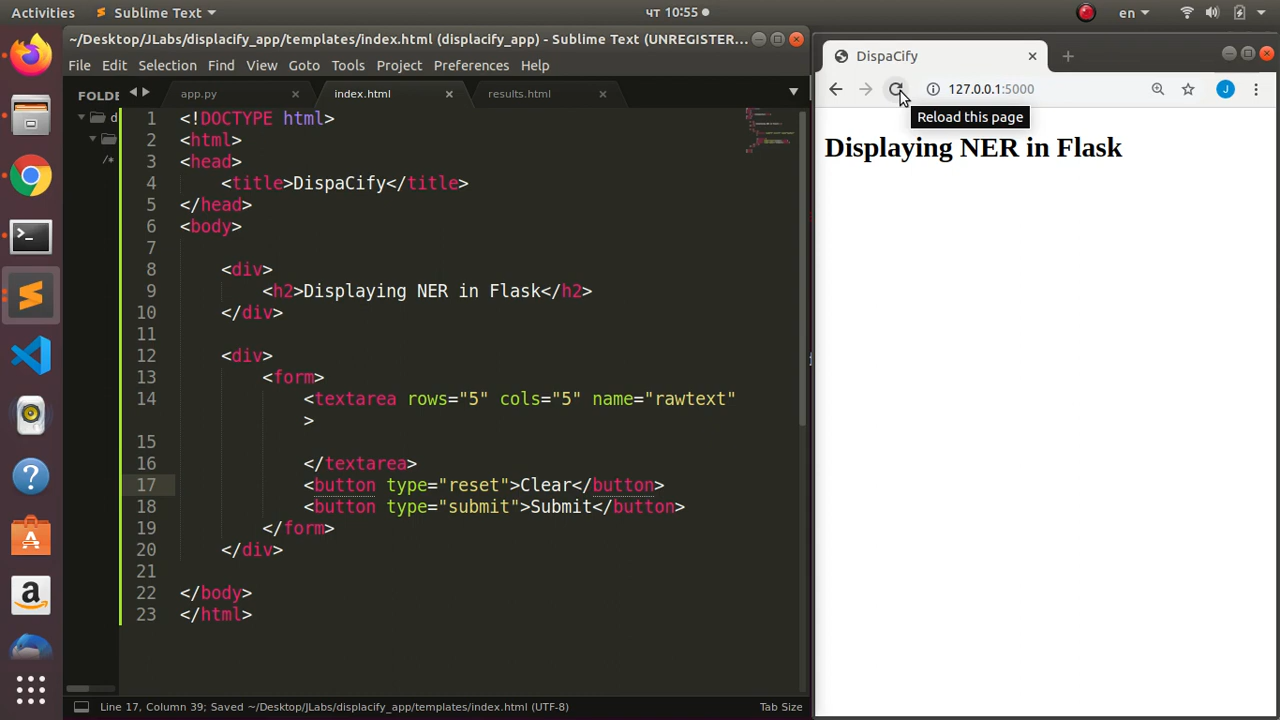 Activities
Sublime Text
чт 10:55
en
~/Desktop/JLabs/displacify_app/templates/index.html (displacify_app) - Sublime Text (UNREGISTER...
File Edit Selection Find View Goto Tools Project Preferences Help
FOLDE
app.py
index.html
results.html
d
/*
1 <!DOCTYPE html>
2 <html>
3 <head>
4 <title>DispaCify</title>
5 </head>
6 <body>
7
8 <div>
9 <h2>Displaying NER in Flask</h2>
10 </div>
11
12 <div>
13 <form>
14 <textarea rows="5" cols="5" name="rawtext"
>
15
16 </textarea>
17 <button type="reset">Clear</button>
18 <button type="submit">Submit</button>
19 </form>
20 </div>
21
22 </body>
23 </html>
Line 17, Column 39; Saved ~/Desktop/JLabs/displacify_app/templates/index.html (UTF-8)
Tab Size
DispaCify
127.0.0.1:5000
J
Reload this page
Displaying NER in Flask